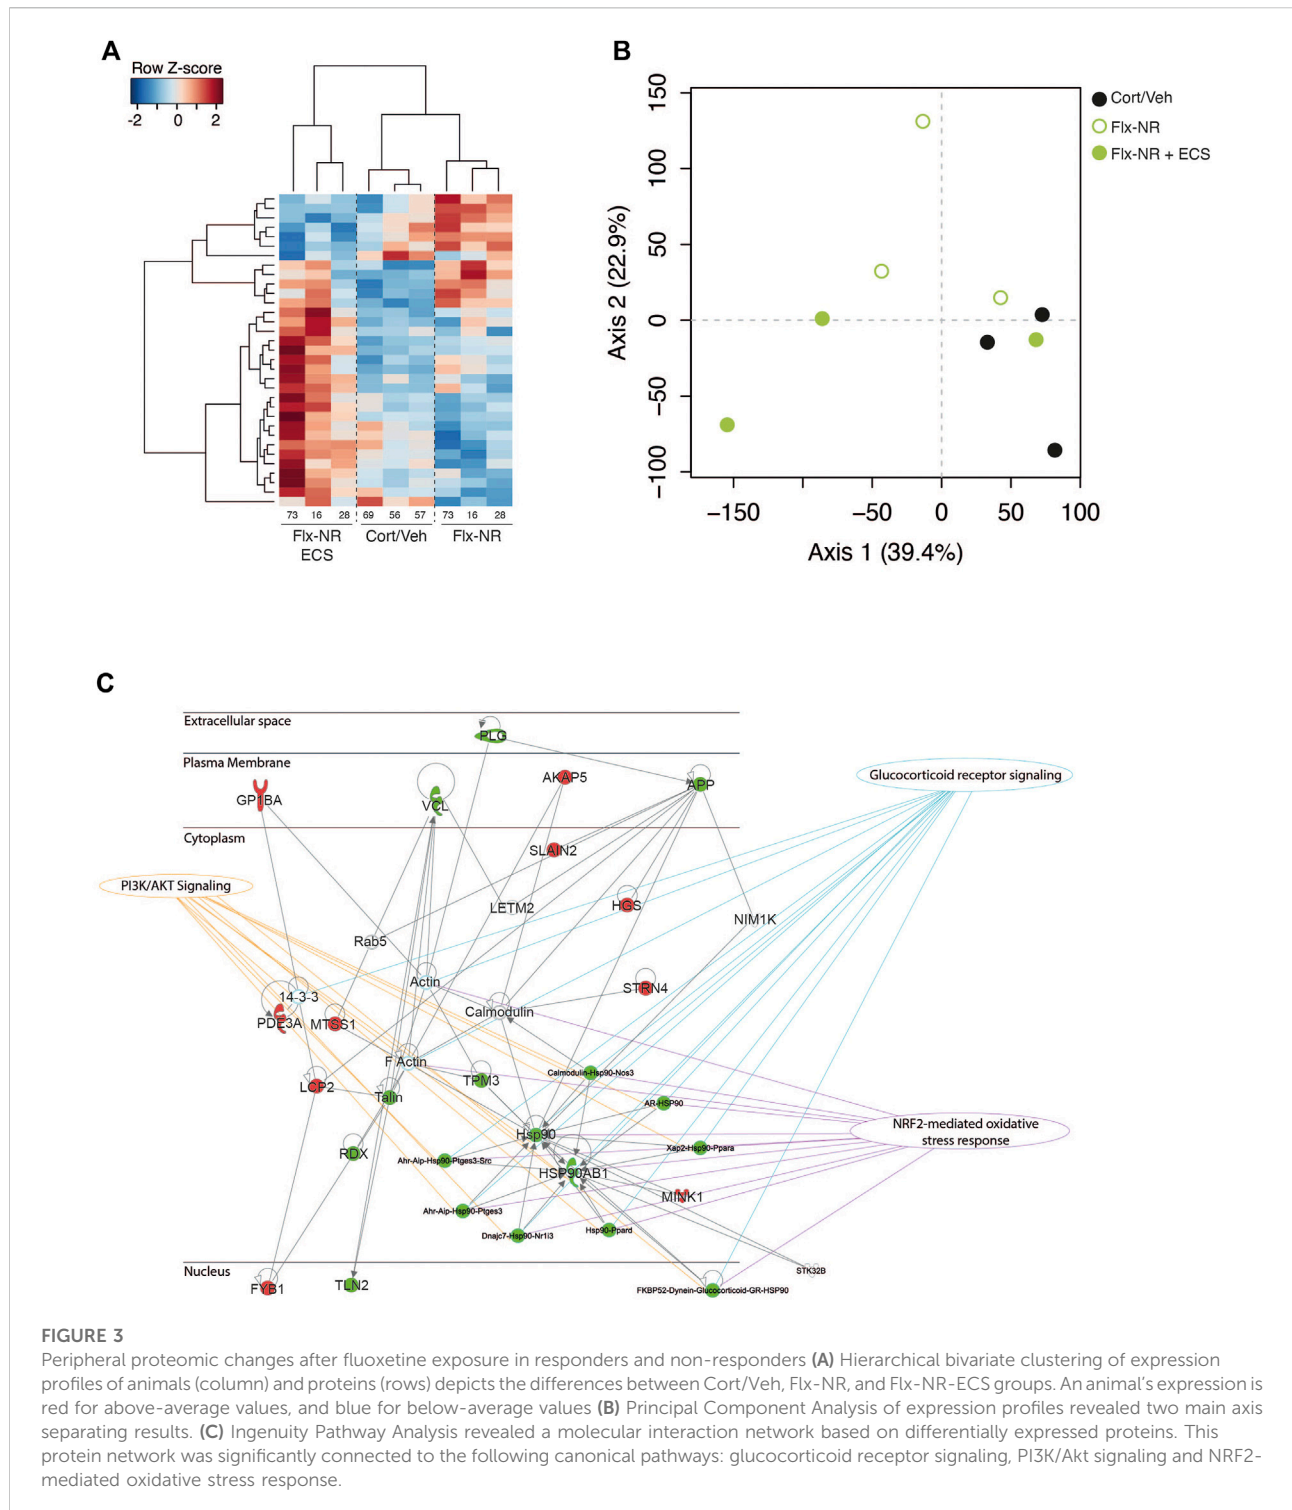 A
Row Z-score
-2 0 2
73 16 28 69 56 57 73 16 28
Flx-NR
ECS
Cort/Veh
Flx-NR
B
Axis 2 (22.9%)
150
100
50
0
−50
−100
−150 −50 0 50 100
Axis 1 (39.4%)
Cort/Veh
Flx-NR
Flx-NR + ECS
C
Extracellular space
PLG
Plasma Membrane
GP1BA
VCL
AKAP5
APP
Glucocorticoid receptor signaling
Cytoplasm
SLAIN2
PI3K/AKT Signaling
LETM2
HGS
NIM1K
Rab5
Actin
14-3-3
STRN4
PDE3A
MTSS1
Calmodulin
F Actin
LCP2
Talin
TPM3
Calmodulin-Hsp90-Nos3
AR-HSP90
NRF2-mediated oxidative
stress response
Hsp90
Xap2-Hsp90-Ppara
RDX
Ahr-Aip-Hsp90-Ptges3-Src
HSP90AB1
MINK1
Ahr-Aip-Hsp90-Ptges3
Dnajc7-Hsp90-Nr1i3
Hsp90-Ppard
Nucleus
STK32B
FYB1
TLN2
FKBP52-Dynein-Glucocorticoid-GR-HSP90
FIGURE 3
Peripheral proteomic changes after fluoxetine exposure in responders and non-responders (A) Hierarchical bivariate clustering of expression
profiles of animals (column) and proteins (rows) depicts the differences between Cort/Veh, Flx-NR, and Flx-NR-ECS groups. An animal's expression is
red for above-average values, and blue for below-average values (B) Principal Component Analysis of expression profiles revealed two main axis
separating results. (C) Ingenuity Pathway Analysis revealed a molecular interaction network based on differentially expressed proteins. This
protein network was significantly connected to the following canonical pathways: glucocorticoid receptor signaling, PI3K/Akt signaling and NRF2-
mediated oxidative stress response.